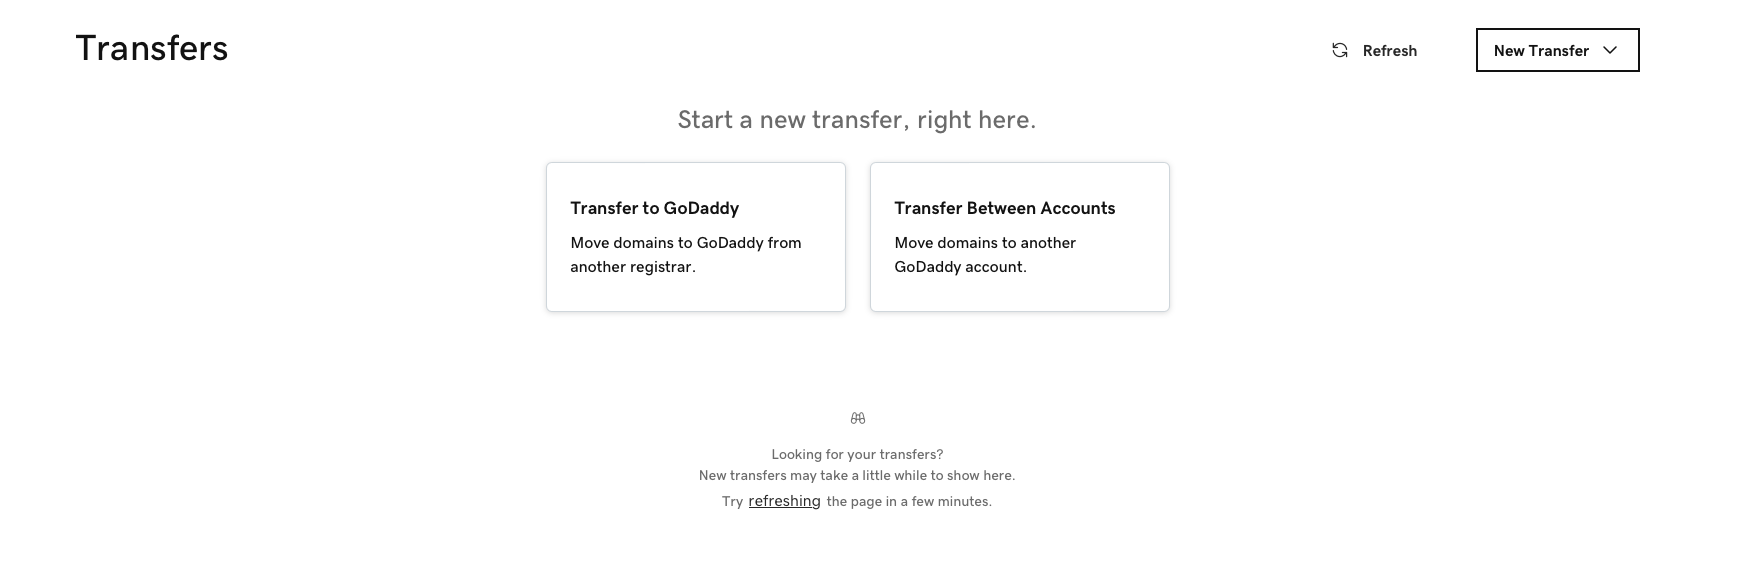 Transfers
Refresh
New Transfer
Start a new transfer, right here.
Transfer to GoDaddy
Move domains to GoDaddy from
another registrar.
Transfer Between Accounts
Move domains to another
GoDaddy account.
Looking for your transfers?
New transfers may take a little while to show here.
Try refreshing the page in a few minutes.